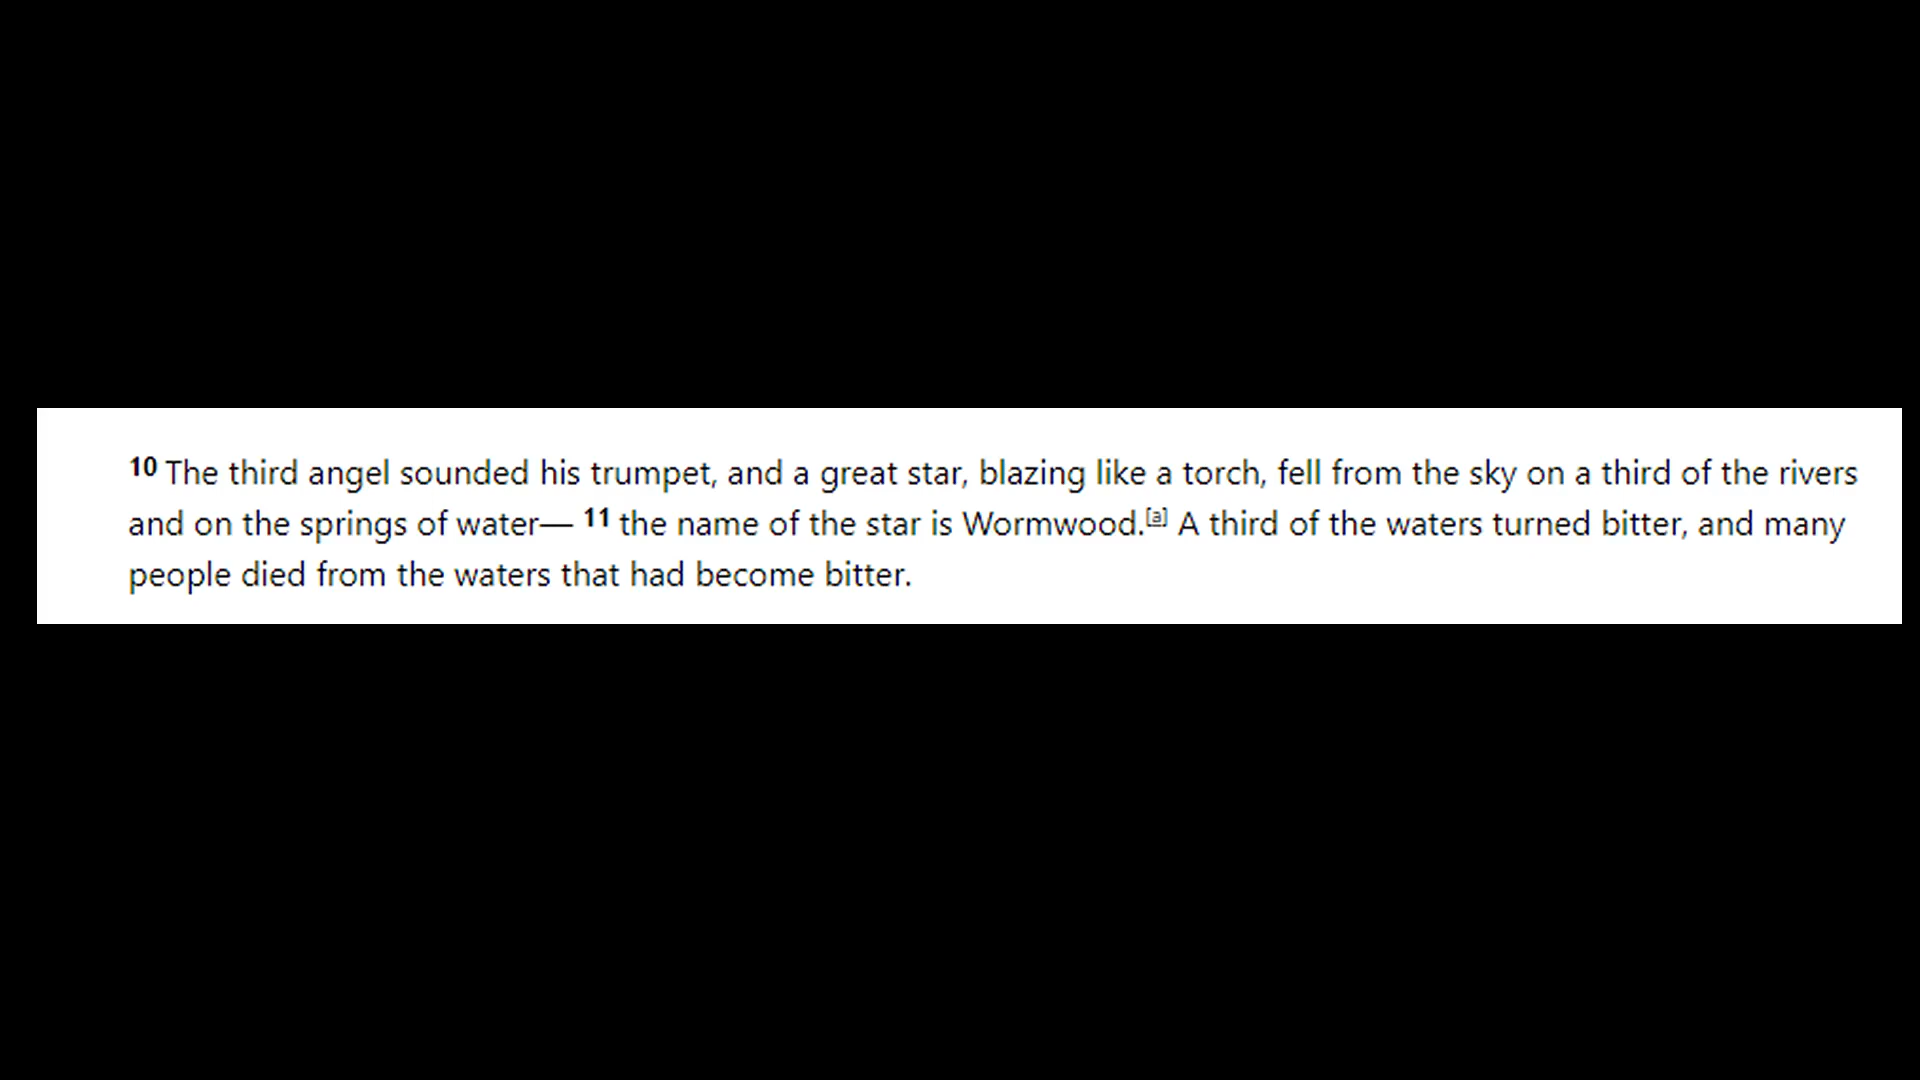 10 The third angel sounded his trumpet, and a great star, blazing like a torch, fell from the sky on a third of the rivers
and on the springs of water— 11 the name of the star is Wormwood.[a] A third of the waters turned bitter, and many
people died from the waters that had become bitter.